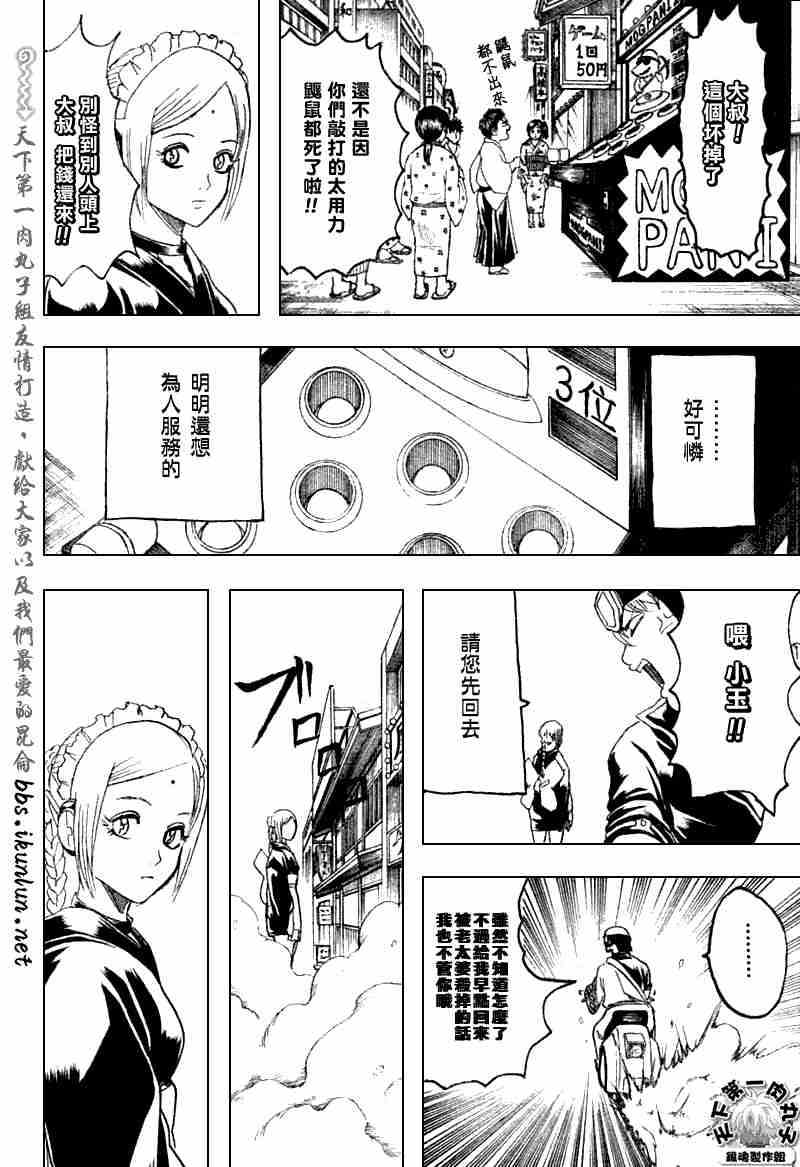 大叔！
這個坏掉了
MOGPANI
ゲーム
1回
50円
MOGPANI
鼴鼠
都不出來
還不是因
你們敲打的太用力
鼴鼠都死了啦!!
別怪到別人頭上
大叔 把錢還來!!
………
好可憐
3位
明明還想
為人服務的
喂 小玉!!
請您先回去
……
雖然不知道怎麼了
不過給我早點回來
被老太婆殺掉的話
我也不管你哦
ブルル
天下第一肉丸子組友情打造，獻給大家以及我們最愛的昆侖 bbs.ikunlun.net
天下第一肉丸子
銀魂製作組